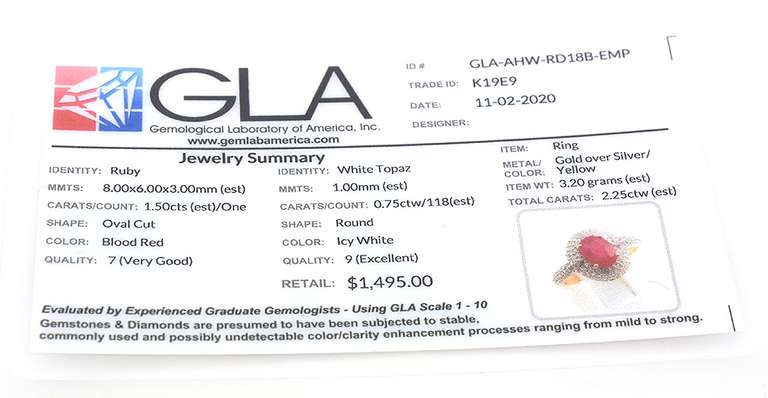 GLA
Gemological Laboratory of America, Inc.
www.gemlabamerica.com
ID # GLA-AHW-RD18B-EMP
TRADE ID: K19E9
DATE: 11-02-2020
DESIGNER:
Jewelry Summary
IDENTITY: Ruby
MMTS: 8.00x6.00x3.00mm (est)
CARATS/COUNT: 1.50cts (est)/One
SHAPE: Oval Cut
COLOR: Blood Red
QUALITY: 7 (Very Good)
IDENTITY: White Topaz
MMTS: 1.00mm (est)
CARATS/COUNT: 0.75ctw/118(est)
SHAPE: Round
COLOR: Icy White
QUALITY: 9 (Excellent)
RETAIL: $1,495.00
ITEM: Ring
METAL/ Gold over Silver/
COLOR: Yellow
ITEM WT: 3.20 grams (est)
TOTAL CARATS: 2.25ctw (est)
Evaluated by Experienced Graduate Gemologists - Using GLA Scale 1 - 10
Gemstones & Diamonds are presumed to have been subjected to stable,
commonly used and possibly undetectable color/clarity enhancement processes ranging from mild to strong.